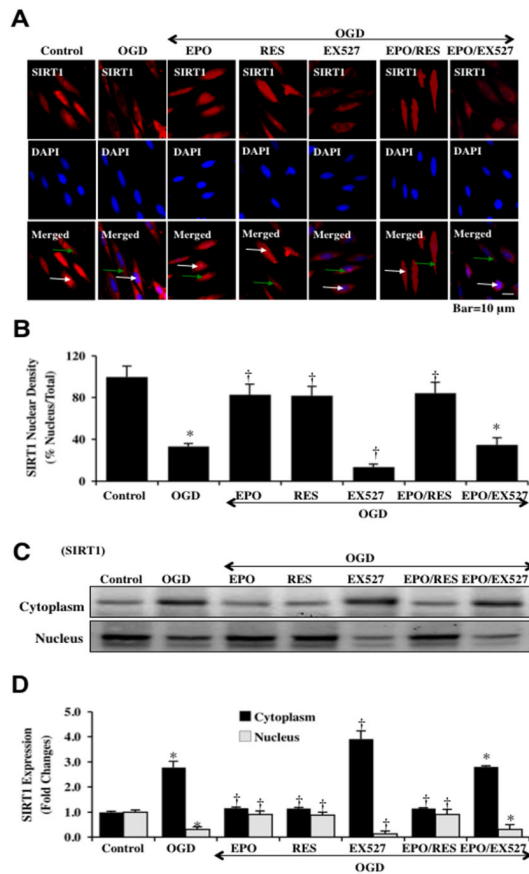 A
OGD
Control OGD EPO RES EX527 EPO/RES EPO/EX527
SIRT1 SIRT1 SIRT1 SIRT1 SIRT1 SIRT1 SIRT1
DAPI DAPI DAPI DAPI DAPI DAPI DAPI
Merged Merged Merged Merged Merged Merged Merged
Bar=10 µm
B
SIRT1 Nuclear Density
(% Nucleus/Total)
120
80
40
0
* † † † † *
Control OGD EPO RES EX527 EPO/RES EPO/EX527
OGD
C
(SIRT1)
OGD
Control OGD EPO RES EX527 EPO/RES EPO/EX527
Cytoplasm
Nucleus
D
SIRT1 Expression
(Fold Changes)
5.0
4.0
3.0
2.0
1.0
0.0
Cytoplasm
Nucleus
* * † † † † † † † † * *
Control OGD EPO RES EX527 EPO/RES EPO/EX527
OGD